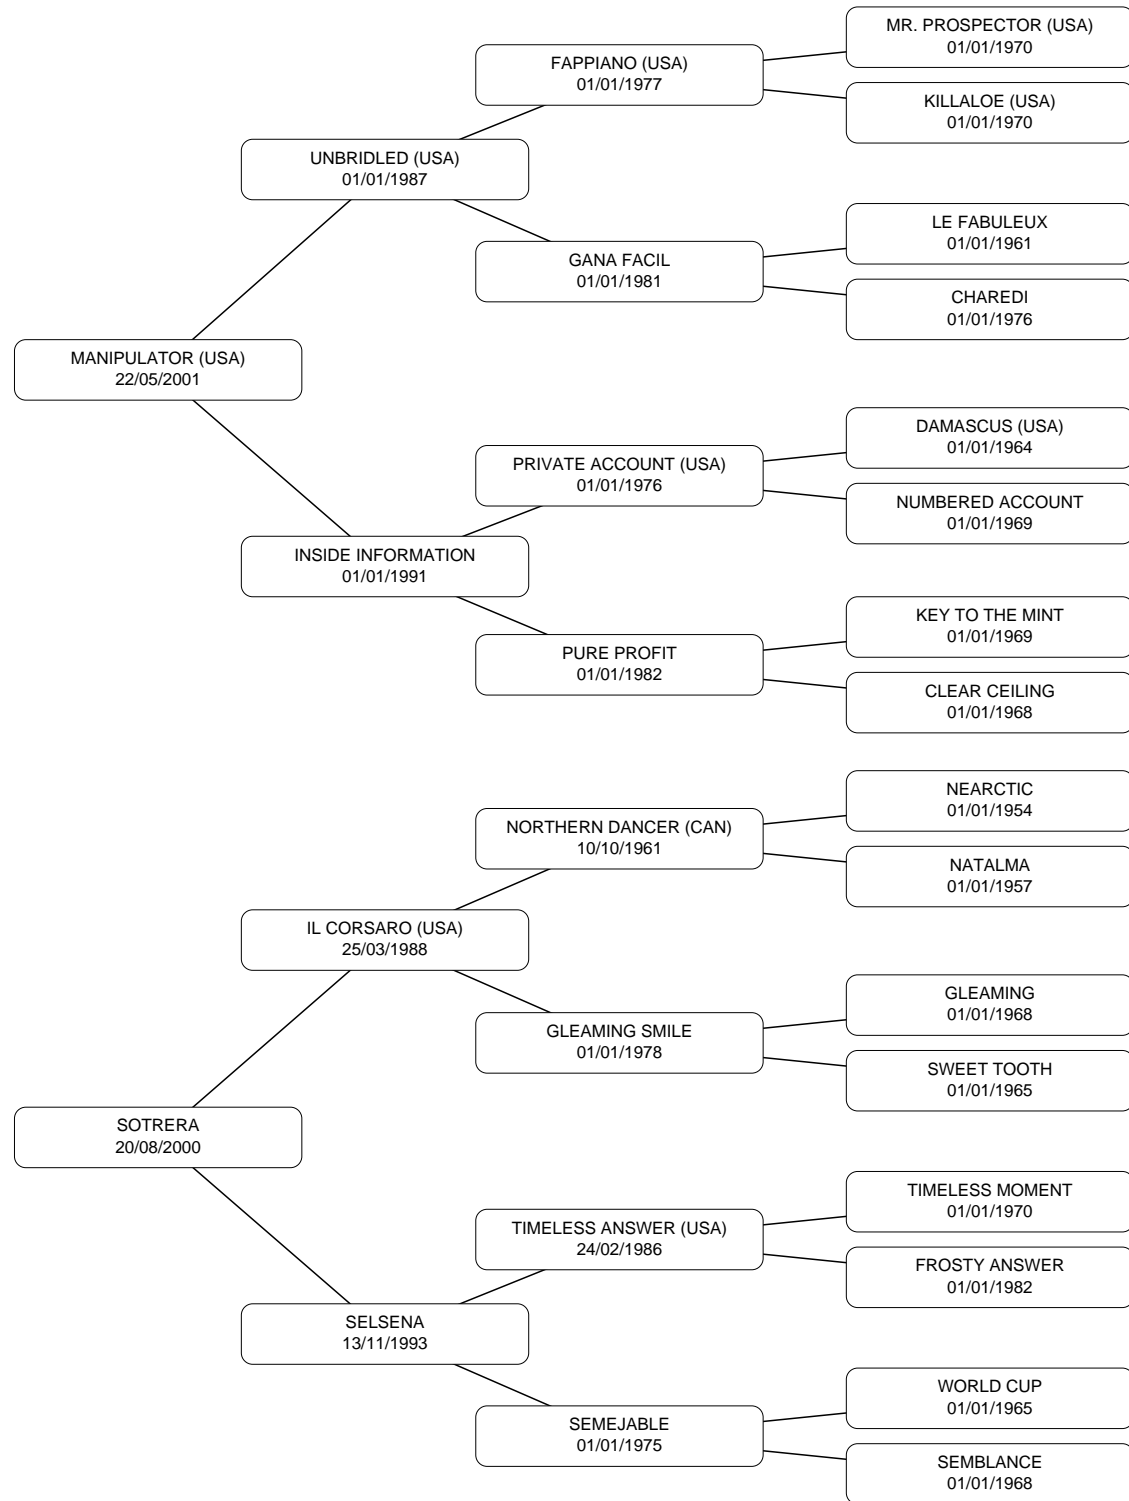 MR. PROSPECTOR (USA)
01/01/1970
FAPPIANO (USA)
01/01/1977
KILLALOE (USA)
01/01/1970
UNBRIDLED (USA)
01/01/1987
LE FABULEUX
01/01/1961
GANA FACIL
01/01/1981
CHAREDI
01/01/1976
MANIPULATOR (USA)
22/05/2001
DAMASCUS (USA)
01/01/1964
PRIVATE ACCOUNT (USA)
01/01/1976
NUMBERED ACCOUNT
01/01/1969
INSIDE INFORMATION
01/01/1991
KEY TO THE MINT
01/01/1969
PURE PROFIT
01/01/1982
CLEAR CEILING
01/01/1968
NEARCTIC
01/01/1954
NORTHERN DANCER (CAN)
10/10/1961
NATALMA
01/01/1957
IL CORSARO (USA)
25/03/1988
GLEAMING
01/01/1968
GLEAMING SMILE
01/01/1978
SWEET TOOTH
01/01/1965
SOTRERA
20/08/2000
TIMELESS MOMENT
01/01/1970
TIMELESS ANSWER (USA)
24/02/1986
FROSTY ANSWER
01/01/1982
SELSENA
13/11/1993
WORLD CUP
01/01/1965
SEMEJABLE
01/01/1975
SEMBLANCE
01/01/1968